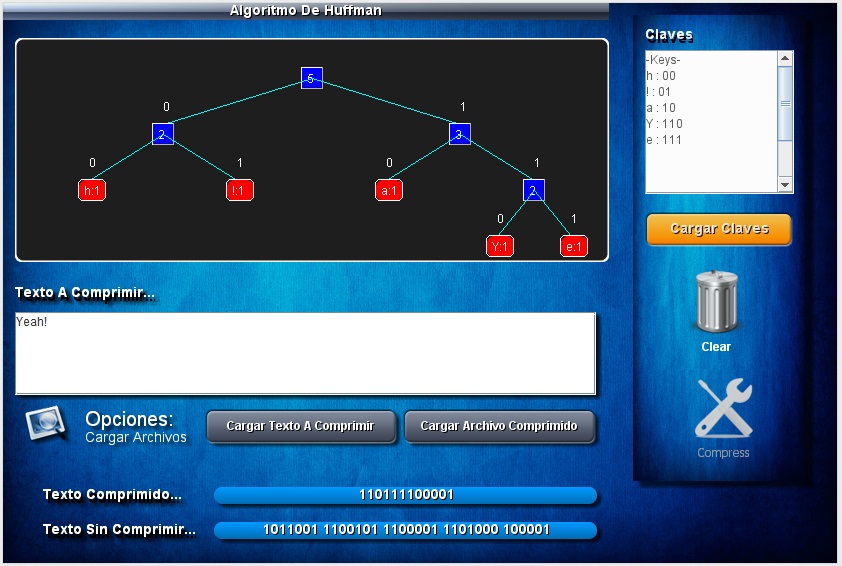 Algoritmo De Huffman
5
0 1
2 3
0 1 0 1
h:1 !:1 a:1 2
0 1
Y:1 e:1
Texto A Comprimir...
Yeah!
Opciones:
Cargar Archivos
Cargar Texto A Comprimir
Cargar Archivo Comprimido
Texto Comprimido...
110111100001
Texto Sin Comprimir...
1011001 1100101 1100001 1101000 100001
Claves
-Keys-
h : 00
! : 01
a : 10
Y : 110
e : 111
Cargar Claves
Clear
Compress